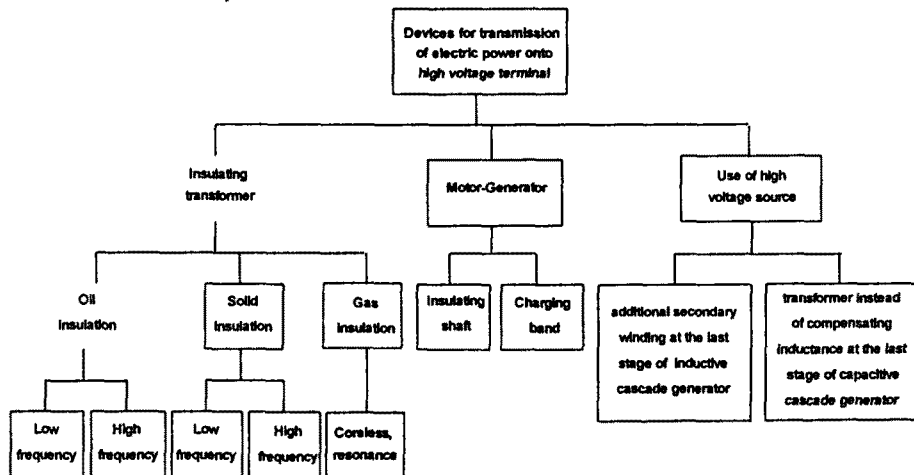 Devices for transmission
of electric power onto
high voltage terminal
Insulating
transformer
Motor-Generator
Use of high
voltage source
Oil
insulation
Solid
insulation
Gas
insulation
Insulating
shaft
Charging
band
additional secondary
winding at the last
stage of inductive
cascade generator
transformer instead
of compensating
inductance at the last
stage of capacitive
cascade generator
Low
frequency
High
frequency
Low
frequency
High
frequency
Coreless,
resonance